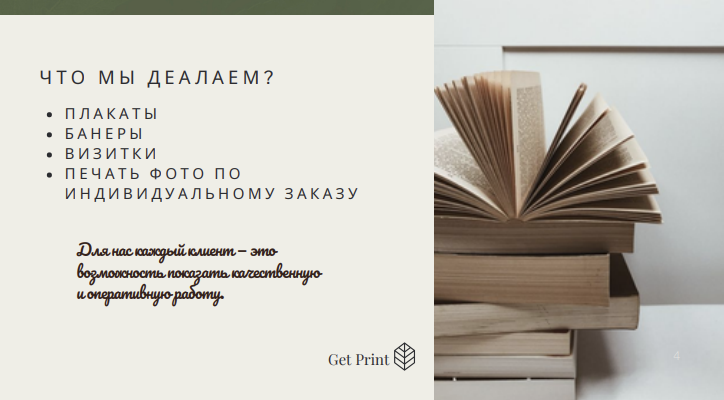 ЧТО МЫ ДЕАЛАЕМ?
• ПЛАКАТЫ
• БАНЕРЫ
• ВИЗИТКИ
• ПЕЧАТЬ ФОТО ПО
ИНДИВИДУАЛЬНОМУ ЗАКАЗУ
Для нас каждый клиент – это
возможность показать качественную
и оперативную работу.
Get Print
4